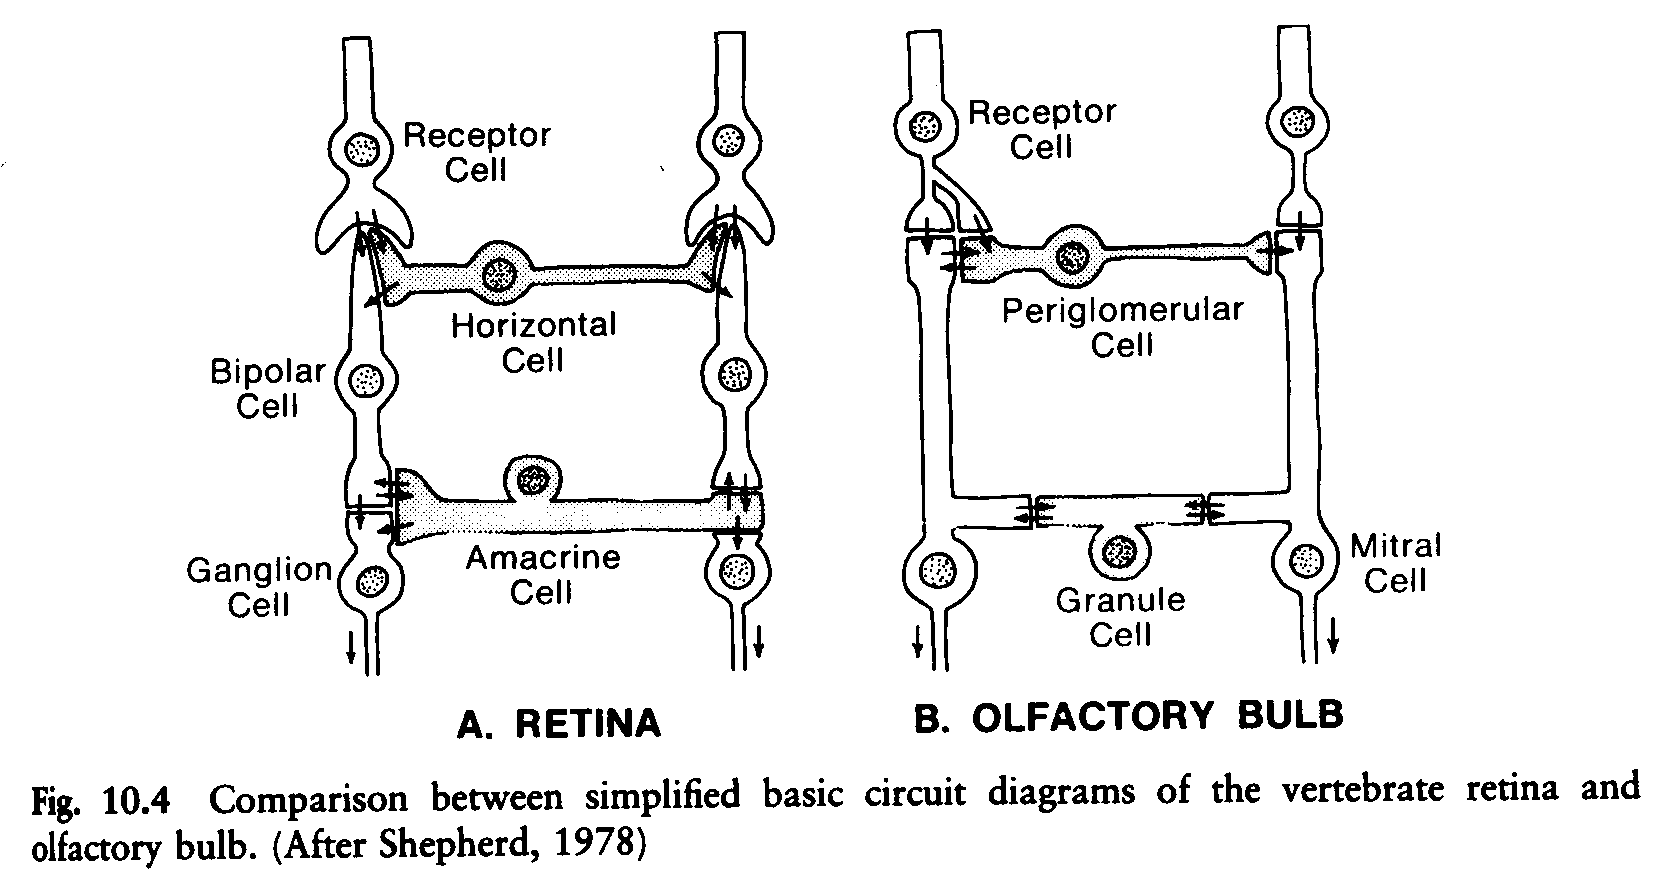 Receptor
Cell
Horizontal
Cell
Bipolar
Cell
Amacrine
Cell
Ganglion
Cell
A. RETINA
Receptor
Cell
Periglomerular
Cell
Granule
Cell
Mitral
Cell
B. OLFACTORY BULB
Fig. 10.4 Comparison between simplified basic circuit diagrams of the vertebrate retina and
olfactory bulb. (After Shepherd, 1978)